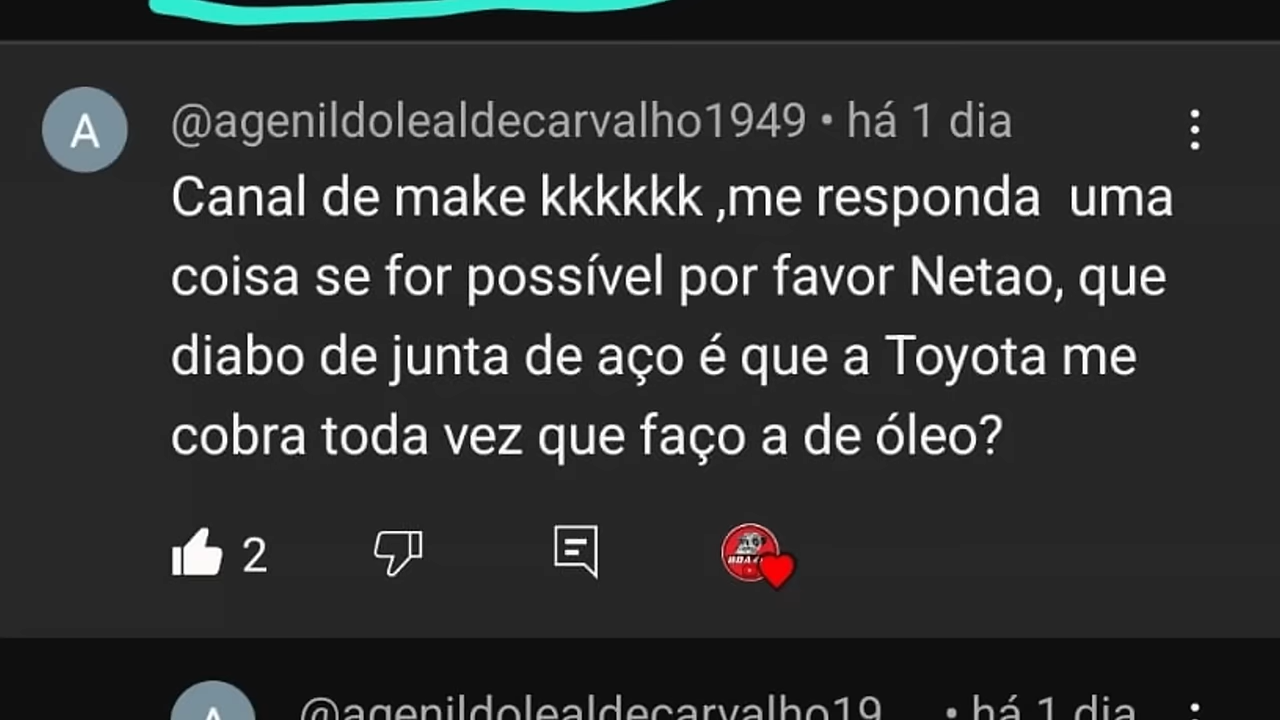 A
@agenildolealdecarvalho1949 • há 1 dia
Canal de make kkkkkk ,me responda  uma
coisa se for possível por favor Netao, que
diabo de junta de aço é que a Toyota me
cobra toda vez que faço a de óleo?
2
A
@agenildolealdecarvalho19... • há 1 dia